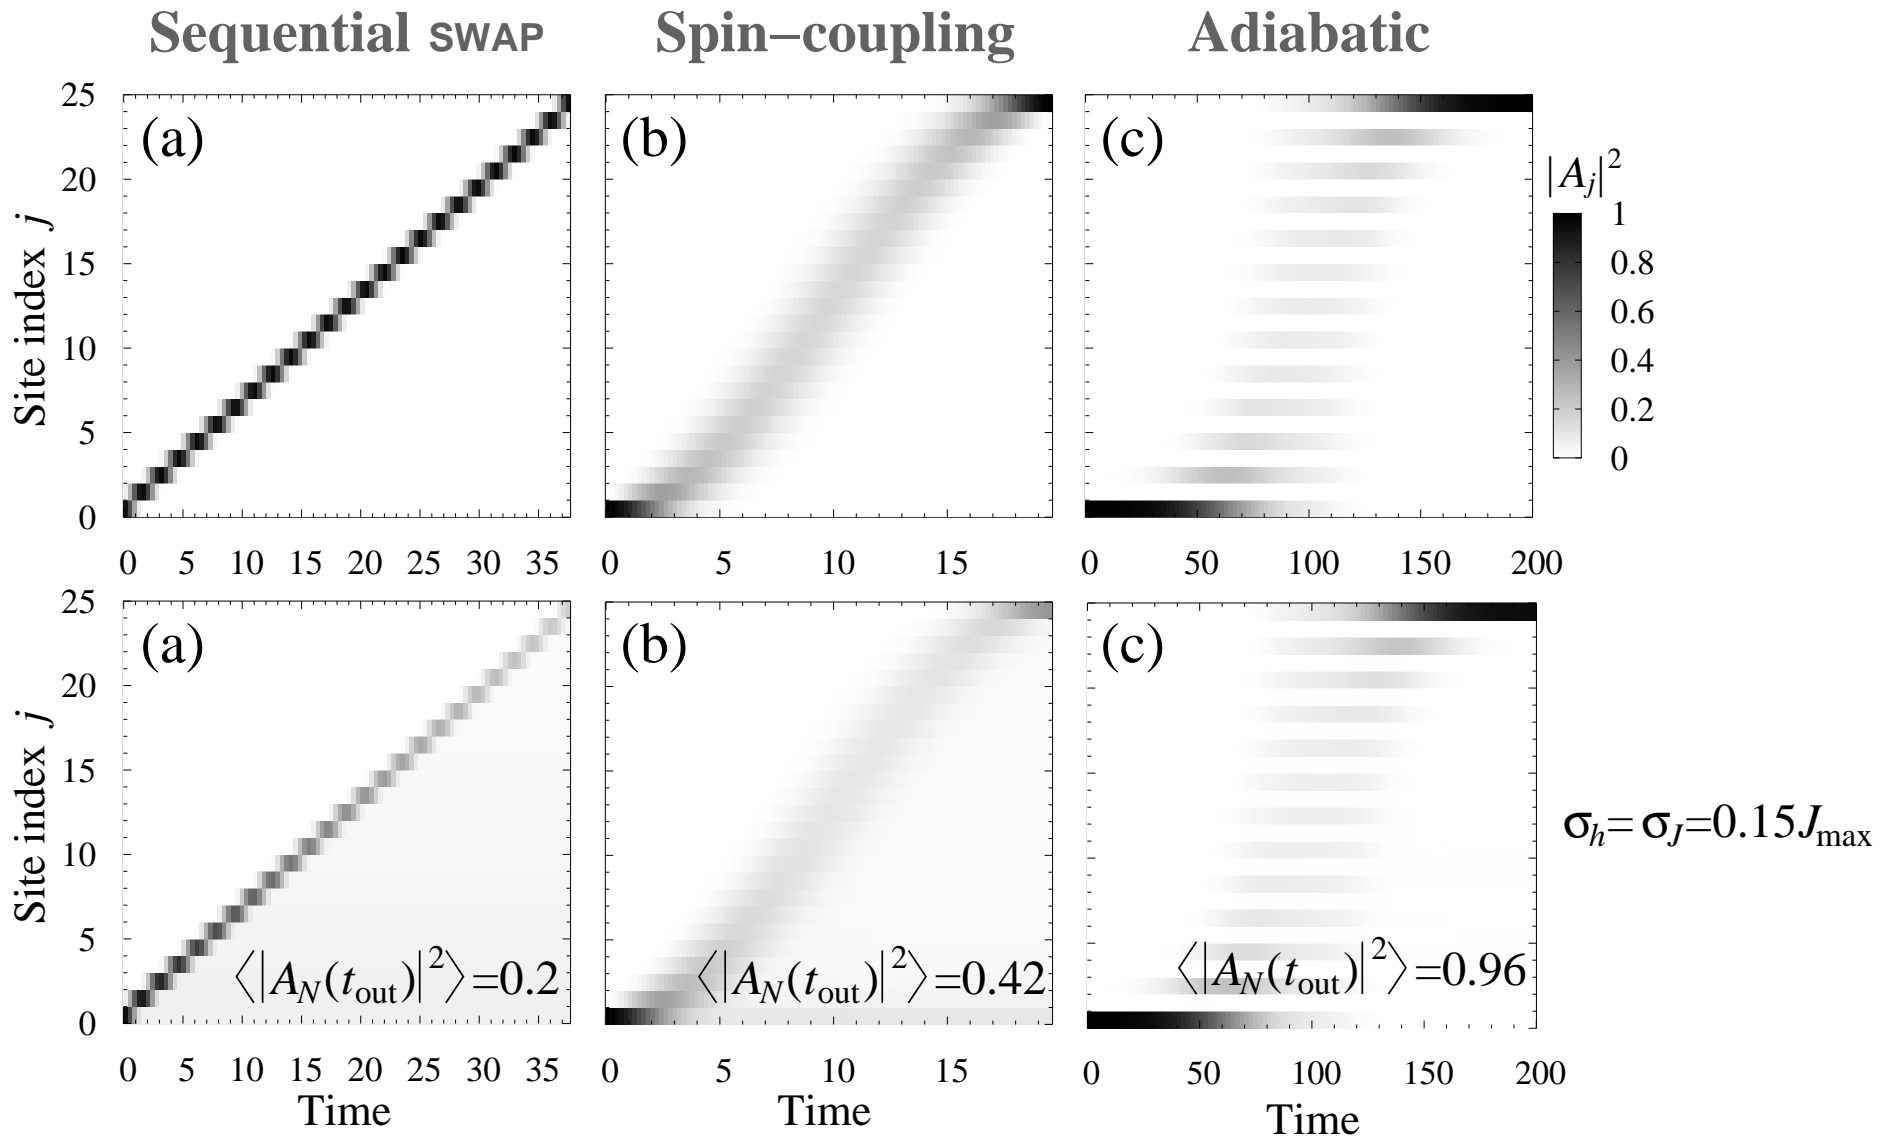 Sequential SWAP
Spin−coupling
Adiabatic
(a)
(b)
(c)
Site index j
25
20
15
10
5
0
0 5 10 15 20 25 30 35
0 5 10 15
0 50 100 150 200
|A_j|^2
1
0.8
0.6
0.4
0.2
0
(a)
(b)
(c)
Site index j
25
20
15
10
5
0
⟨|A_N(t_out)|^2⟩=0.2
⟨|A_N(t_out)|^2⟩=0.42
⟨|A_N(t_out)|^2⟩=0.96
σ_h=σ_J=0.15J_max
0 5 10 15 20 25 30 35
0 5 10 15
0 50 100 150 200
Time
Time
Time